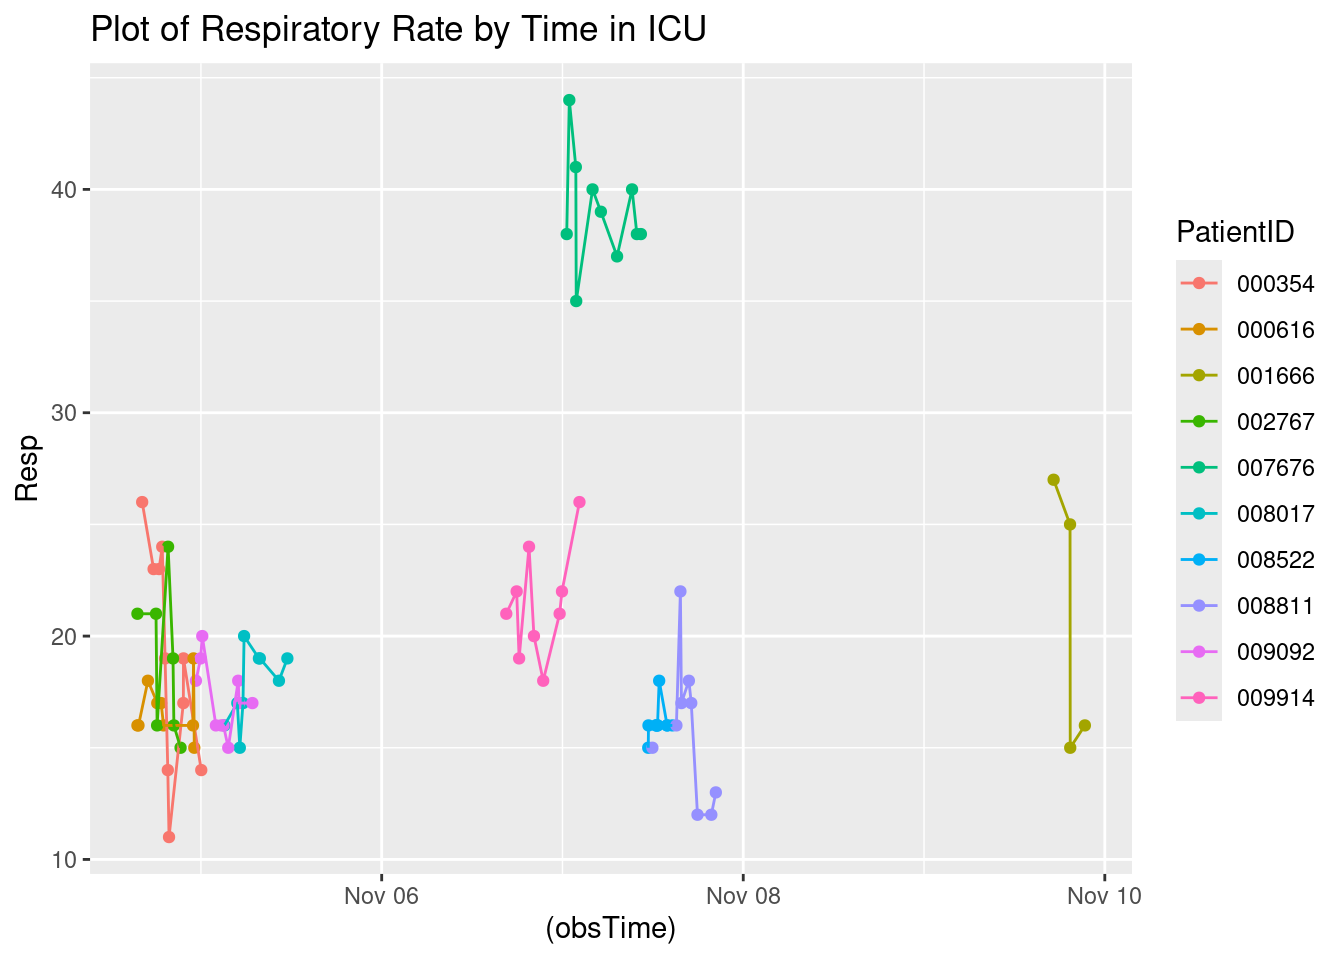 Plot of Respiratory Rate by Time in ICU
40
30
20
10
Resp
Nov 06
Nov 08
Nov 10
(obsTime)
PatientID
000354
000616
001666
002767
007676
008017
008522
008811
009092
009914